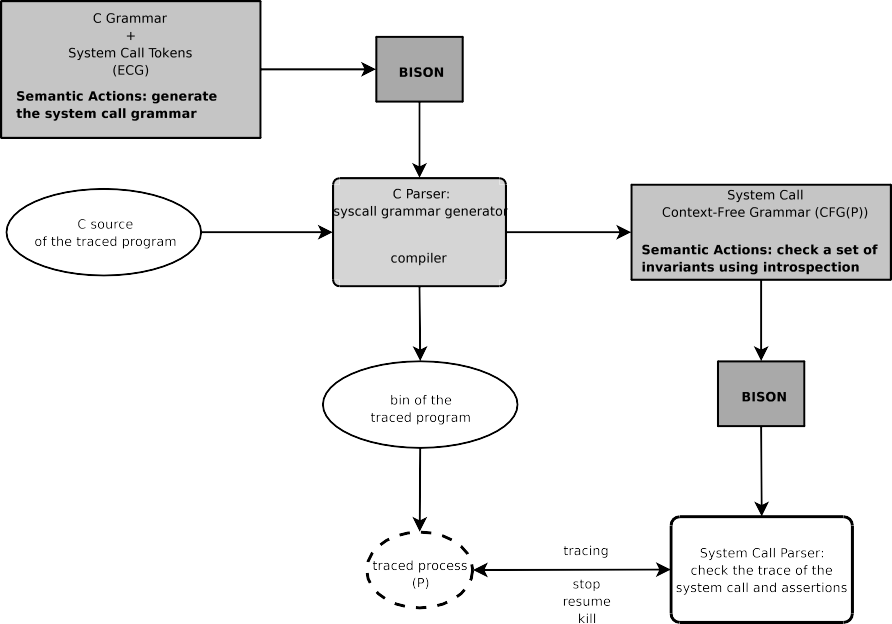 C Grammar
+
System Call Tokens
(ECG)
Semantic Actions: generate
the system call grammar
BISON
C source
of the traced program
C Parser:
syscall grammar generator
compiler
System Call
Context-Free Grammar (CFG(P))
Semantic Actions: check a set of
invariants using introspection
bin of the
traced program
BISON
traced process
(P)
tracing
stop
resume
kill
System Call Parser:
check the trace of the
system call and assertions